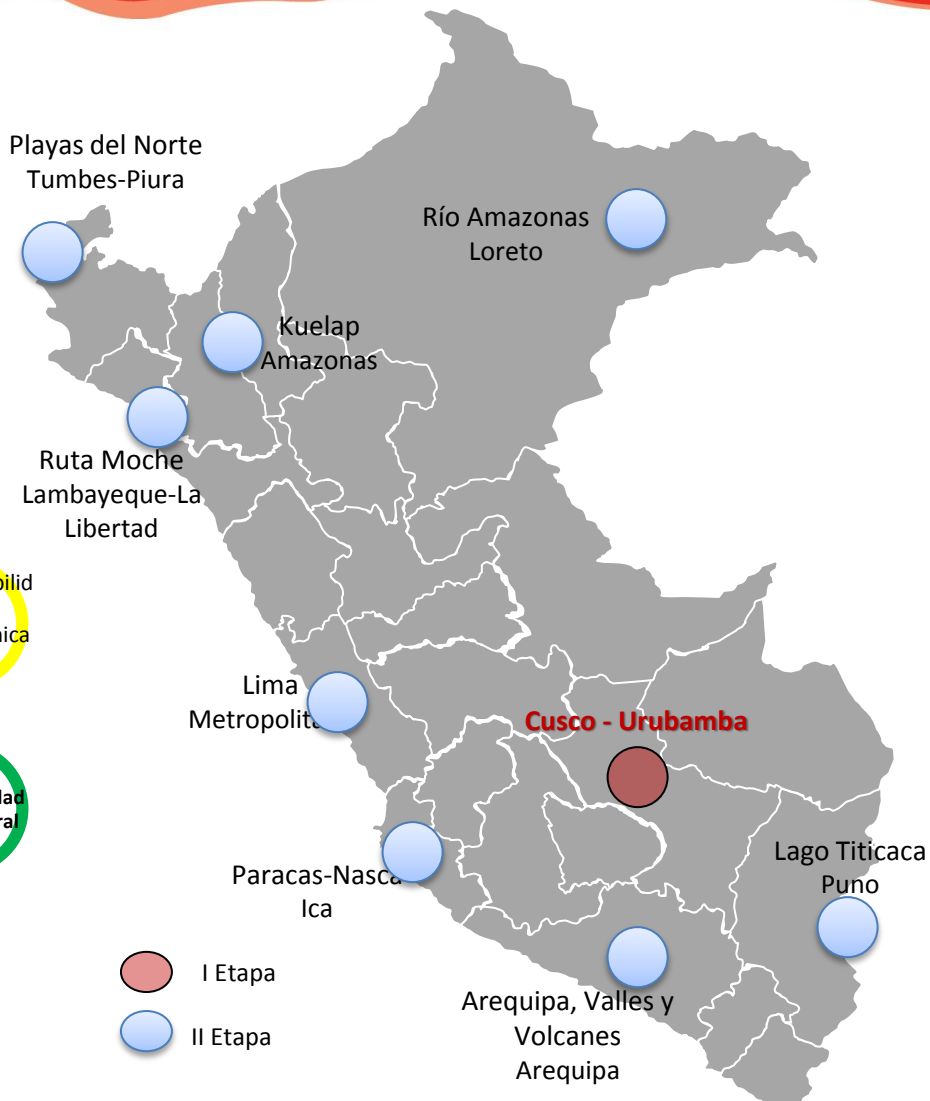 Playas del Norte
Tumbes-Piura
Río Amazonas
Loreto
Kuelap
Amazonas
Ruta Moche
Lambayeque-La
Libertad
Lima
Cusco - Urubamba
Paracas-Nasca
Ica
Lago Titicaca
Puno
I Etapa
II Etapa
Arequipa, Valles y
Volcanes
Arequipa